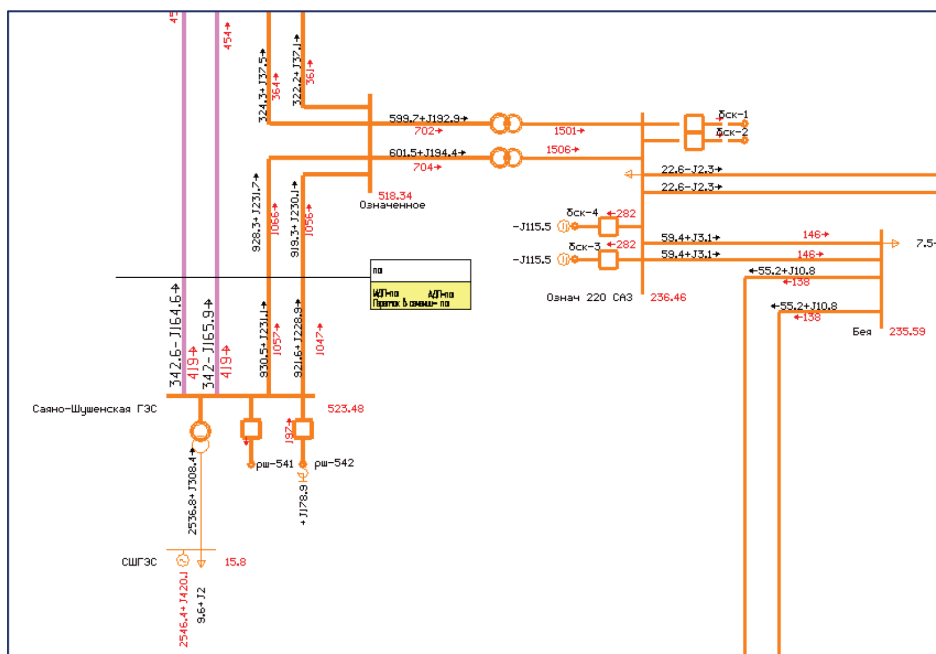 454→
324.3+J37.5→
364→
322.2+J37.1→
361→
599.7+J192.9→
702→
1501→
601.5+J194.4→
704→
1506→
518.34
Означенное
бск-1
бск-2
22.6-J2.3→
22.6-J2.3→
928.3+J231.7→
1066→
919.3+J230.1→
1056→
бск-4
←282
-J115.5
бск-3
←282
-J115.5
59.4+J3.1→
146→
59.4+J3.1→
146→
7.5-
Означ 220 САЗ
236.46
←55.2+J10.8
←138
←55.2+J10.8
←138
Бея
235.59
по
МДП=по
АДП=по
342.6-J164.6→
419→
342-J165.9→
419→
930.5+J231.1→
1057→
921.6+J228.9→
1047→
Саяно-Шушенская ГЭС
523.48
197→
рш-541
рш-542
+J178.9
2536.8+J308.4→
СШГЭС
15.8
2546.4+J420.1
9.6+J2